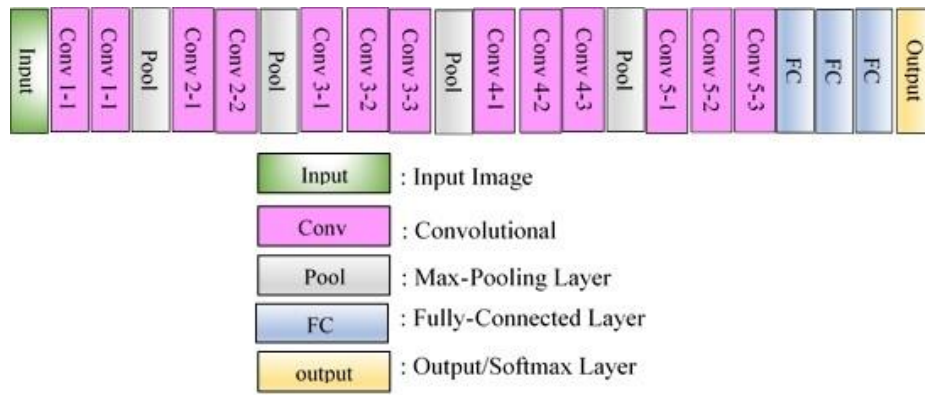 Input Conv 1-1 Conv 1-1 Pool Conv 2-1 Conv 2-2 Pool Conv 3-1 Conv 3-2 Conv 3-3 Pool Conv 4-1 Conv 4-2 Conv 4-3 Pool Conv 5-1 Conv 5-2 Conv 5-3 FC FC FC Output
Input : Input Image
Conv : Convolutional
Pool : Max-Pooling Layer
FC : Fully-Connected Layer
output : Output/Softmax Layer